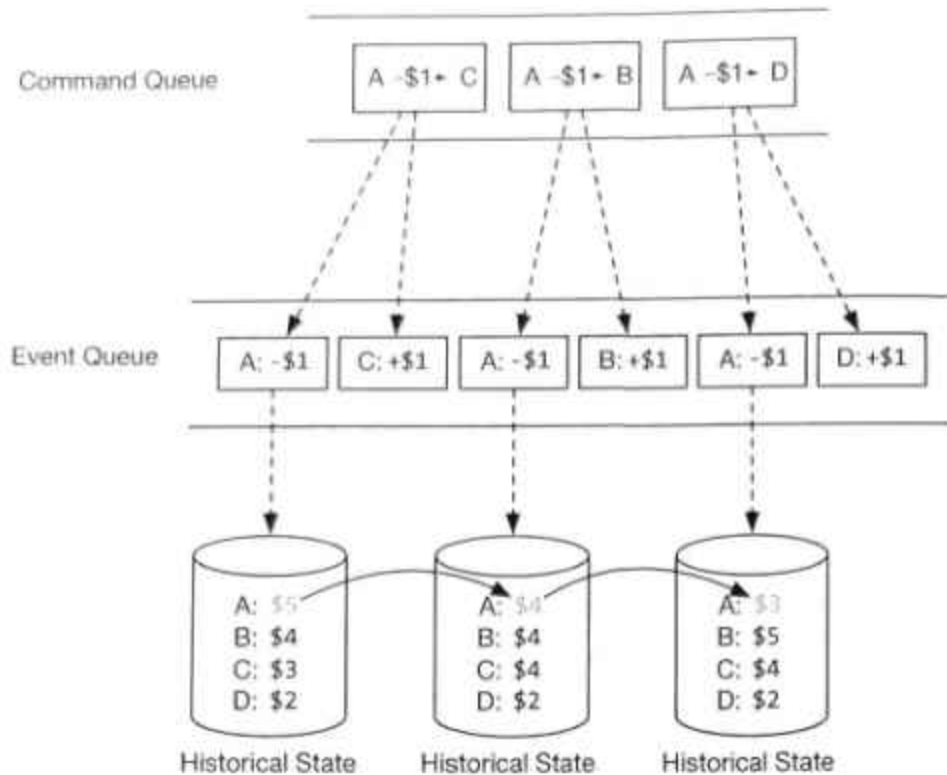 Command Queue
A -$1→ C
A -$1→ B
A -$1→ D
Event Queue
A: -$1
C: +$1
A: -$1
B: +$1
A: -$1
D: +$1
A: $5
B: $4
C: $3
D: $2
Historical State
A: $4
B: $4
C: $4
D: $2
Historical State
A: $3
B: $5
C: $4
D: $2
Historical State